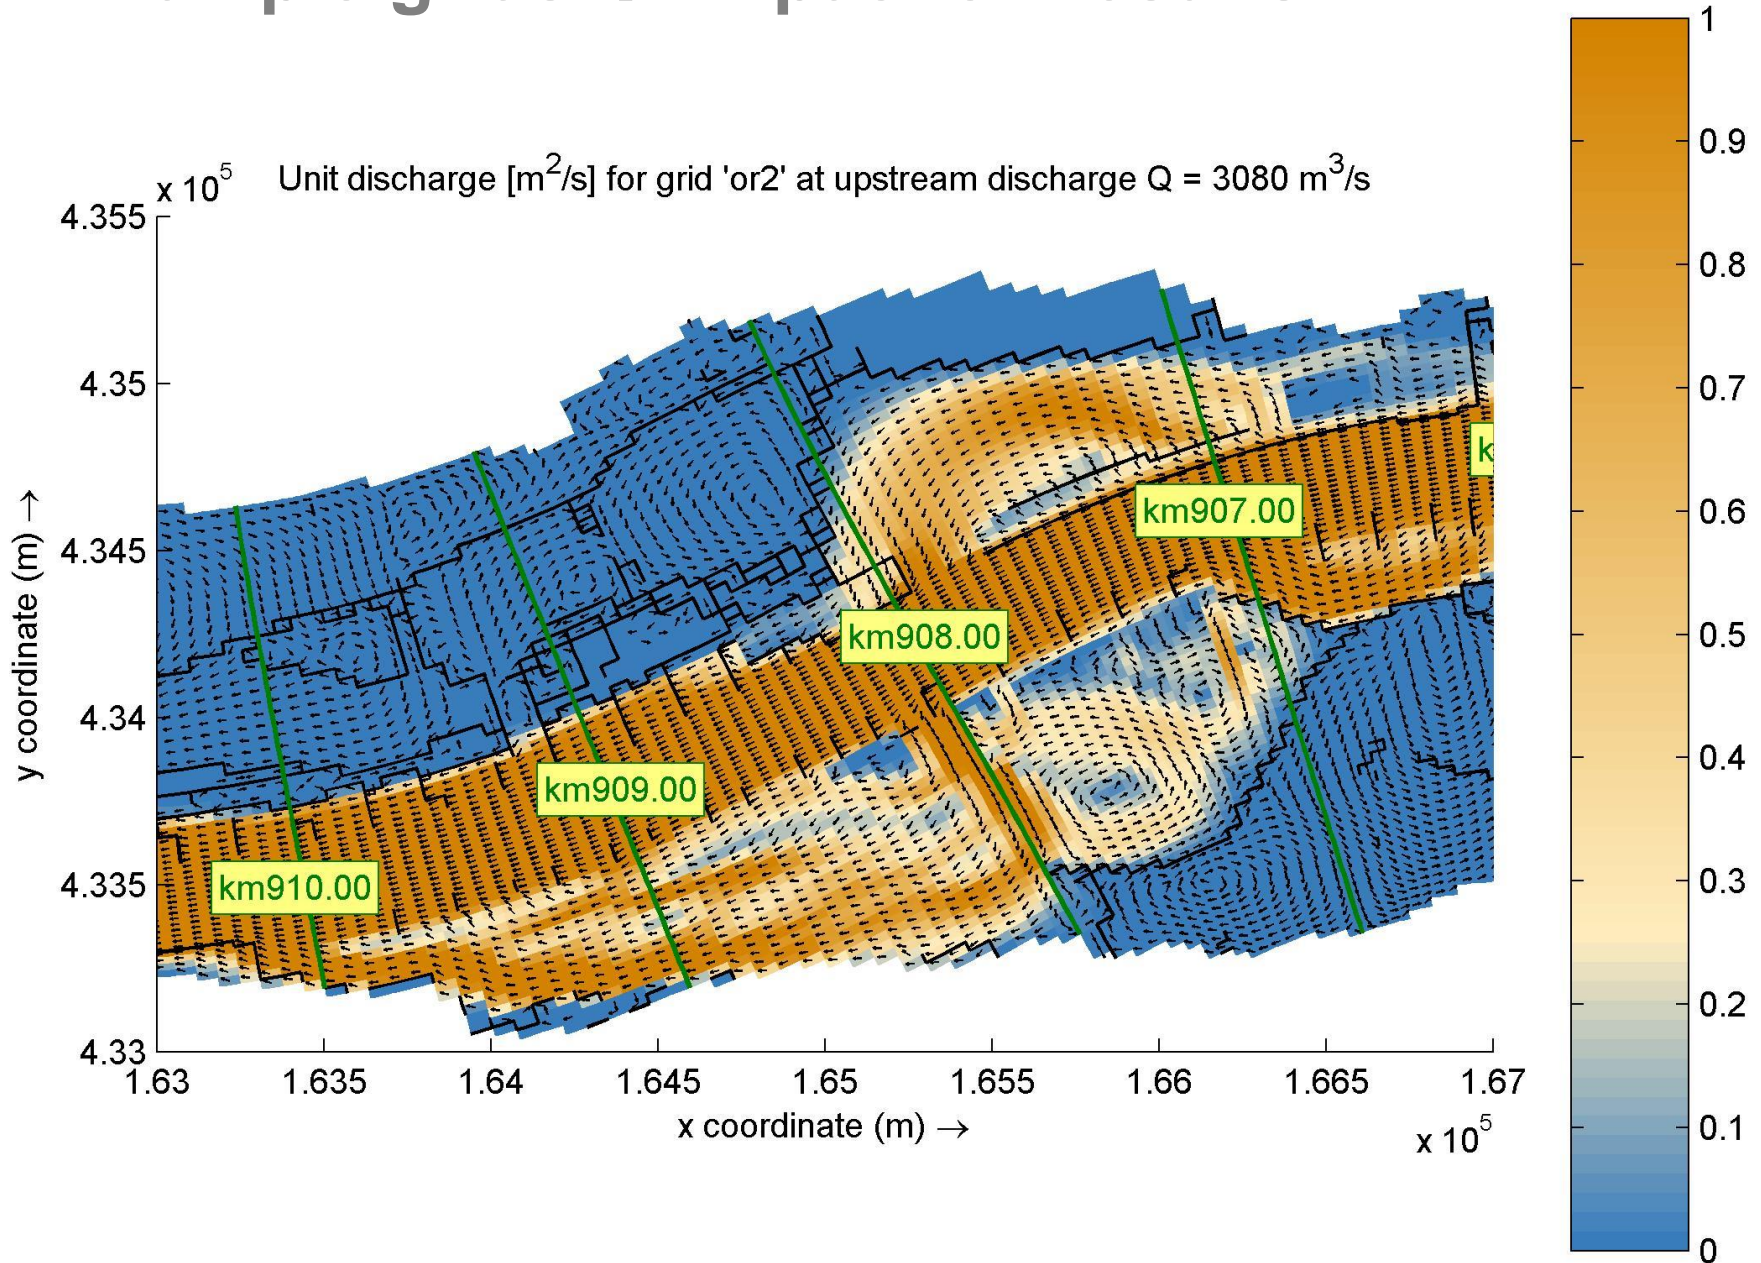 Unit discharge [m²/s] for grid 'or2' at upstream discharge Q = 3080 m³/s
x 10⁵
4.355
4.35
4.345
4.34
4.335
4.33
y coordinate (m) →
1.63 1.635 1.64 1.645 1.65 1.655 1.66 1.665 1.67
x coordinate (m) →
x 10⁵
k
km907.00
km908.00
km909.00
km910.00
1
0.9
0.8
0.7
0.6
0.5
0.4
0.3
0.2
0.1
0